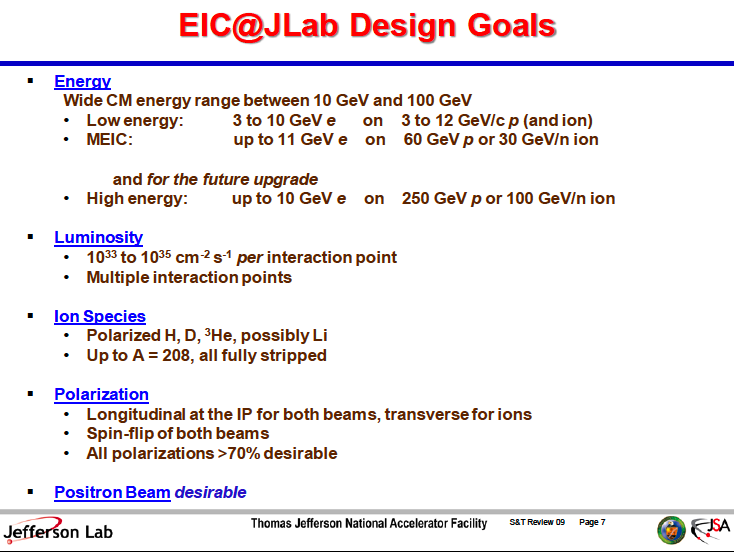 EIC@JLab Design Goals
▪ Energy
Wide CM energy range between 10 GeV and 100 GeV
• Low energy: 3 to 10 GeV e on 3 to 12 GeV/c p (and ion)
• MEIC: up to 11 GeV e on 60 GeV p or 30 GeV/n ion
and for the future upgrade
• High energy: up to 10 GeV e on 250 GeV p or 100 GeV/n ion
▪ Luminosity
• 10³³ to 10³⁵ cm⁻² s⁻¹ per interaction point
• Multiple interaction points
▪ Ion Species
• Polarized H, D, ³He, possibly Li
• Up to A = 208, all fully stripped
▪ Polarization
• Longitudinal at the IP for both beams, transverse for ions
• Spin-flip of both beams
• All polarizations >70% desirable
▪ Positron Beam desirable
Jefferson Lab
Thomas Jefferson National Accelerator Facility
S&T Review 09 Page 7
JSA